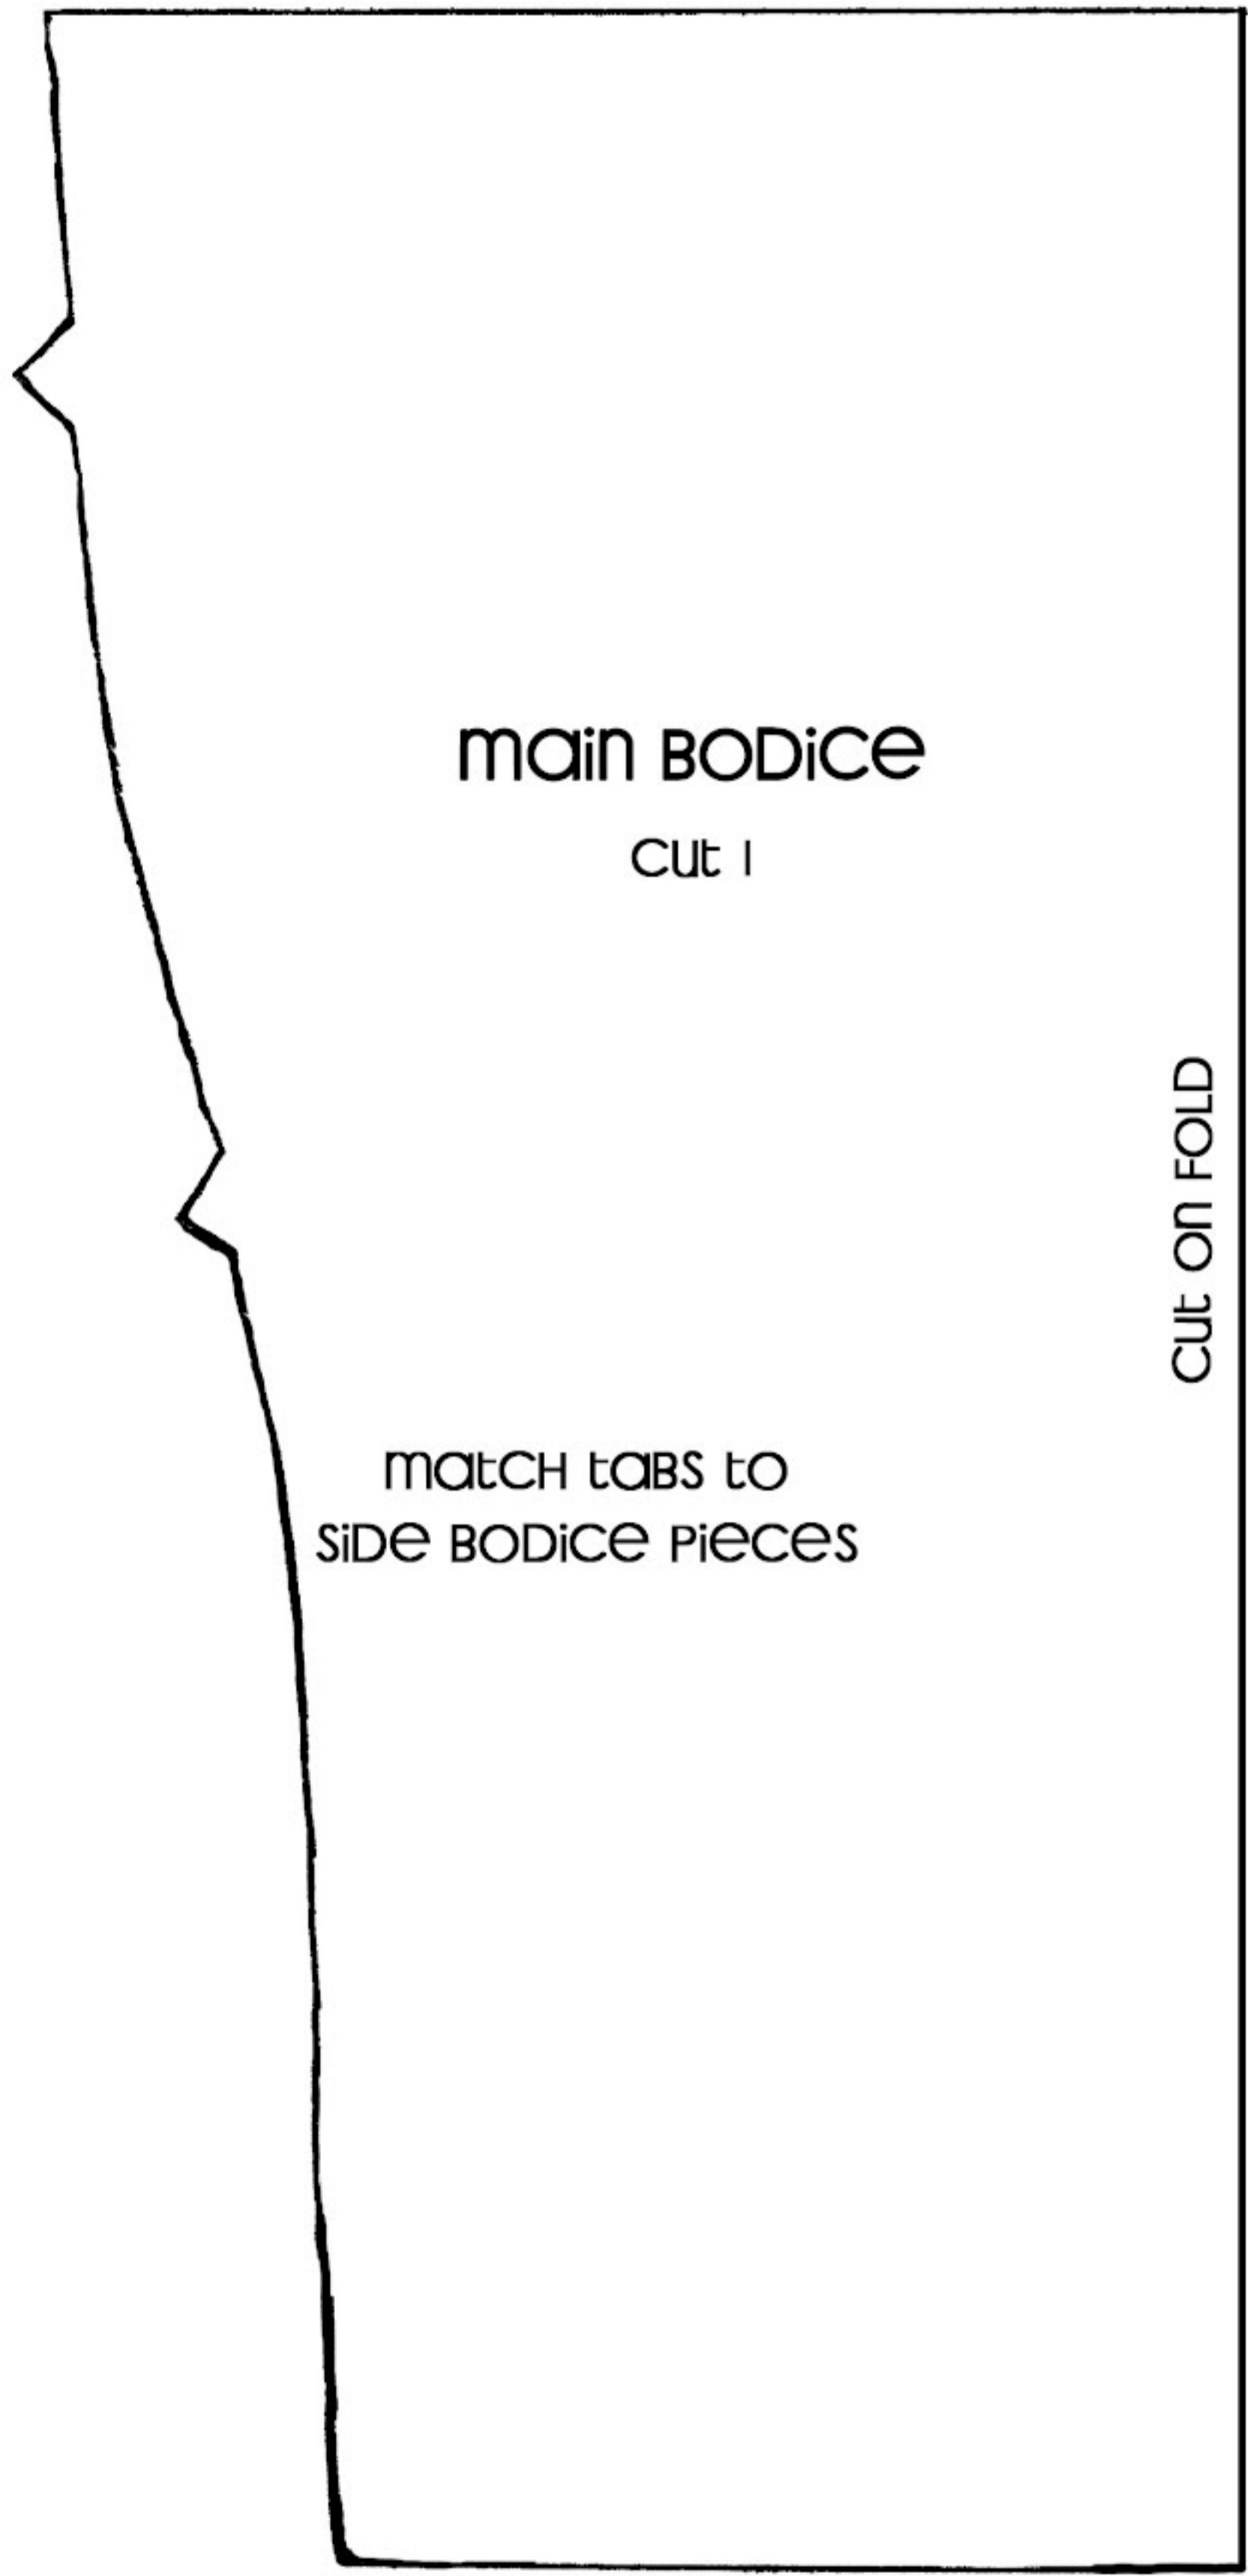 main BODice
Cut 1
Cut on FOLD
matCH taBS to
SiDe BODiCe PieCeS